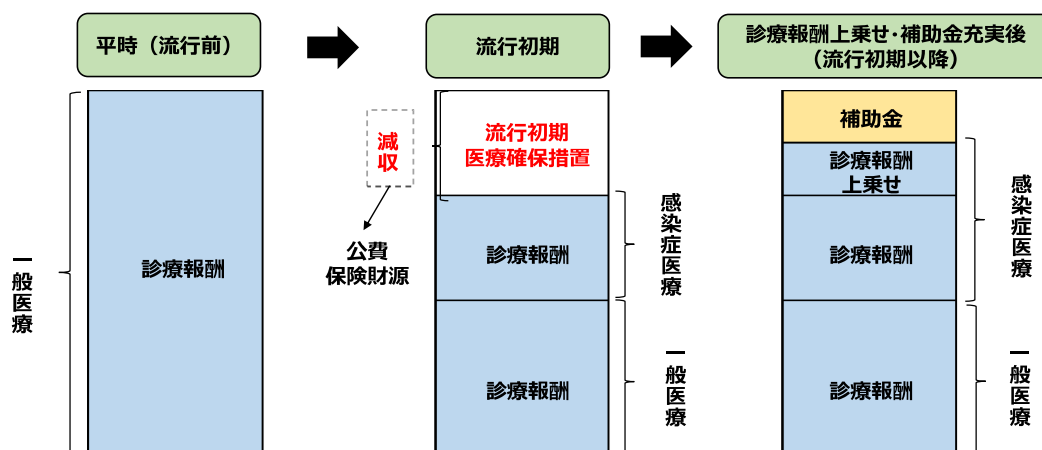 平時（流行前）
流行初期
診療報酬上乗せ・補助金充実後
（流行初期以降）
一般医療
診療報酬
減収
公費
保険財源
流行初期
医療確保措置
診療報酬
診療報酬
感染症医療
一般医療
補助金
診療報酬
上乗せ
診療報酬
診療報酬
感染症医療
一般医療